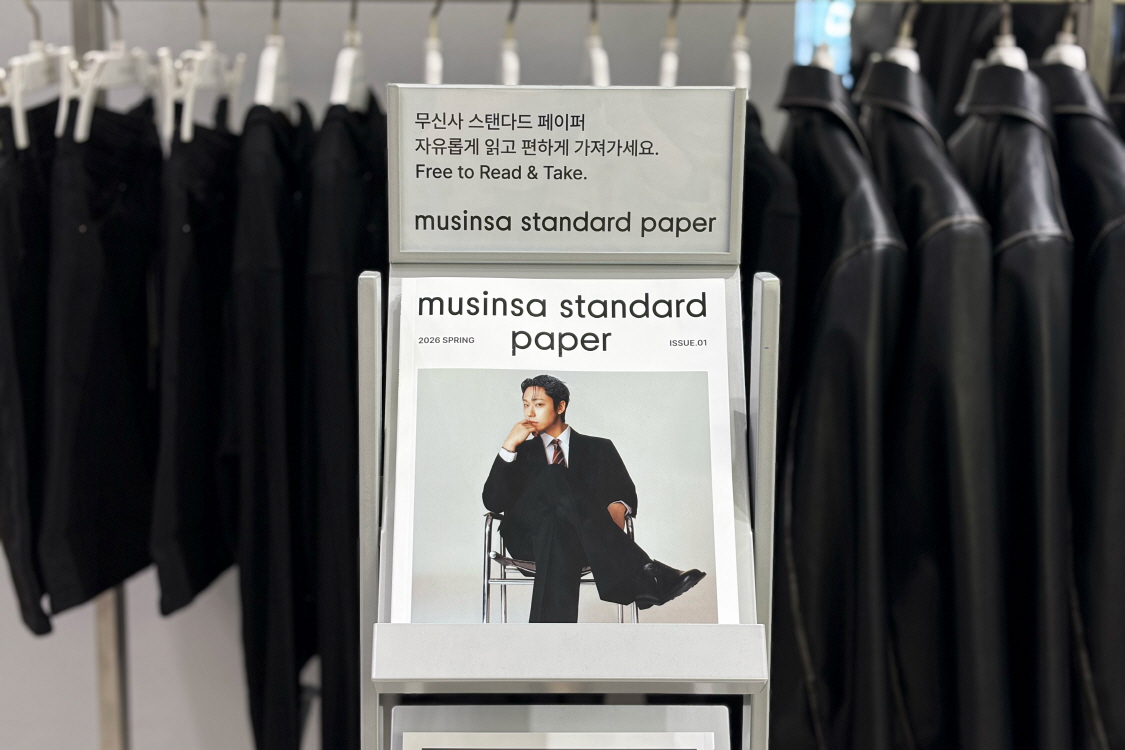 무신사 스탠다드 페이퍼
자유롭게 읽고 편하게 가져가세요.
Free to Read & Take.
musinsa standard paper
musinsa standard
paper
2026 SPRING
ISSUE.01